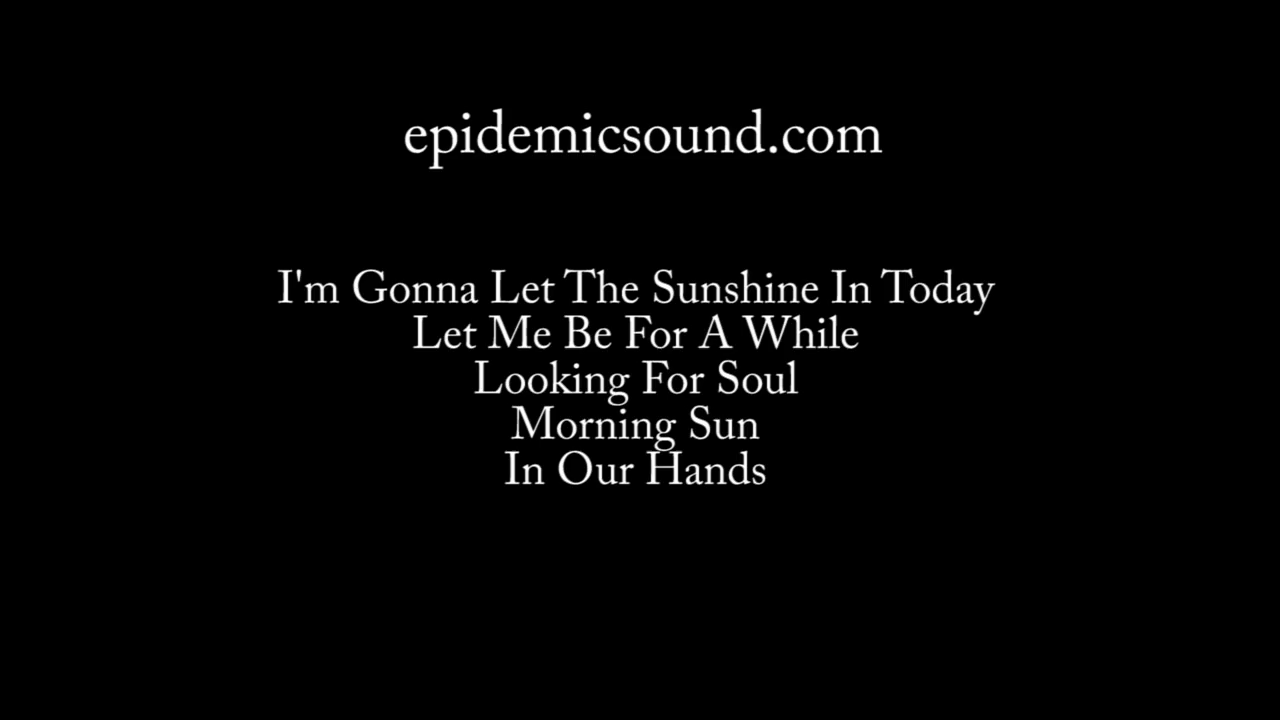 epidemicsound.com
I'm Gonna Let The Sunshine In Today
Let Me Be For A While
Looking For Soul
Morning Sun
In Our Hands